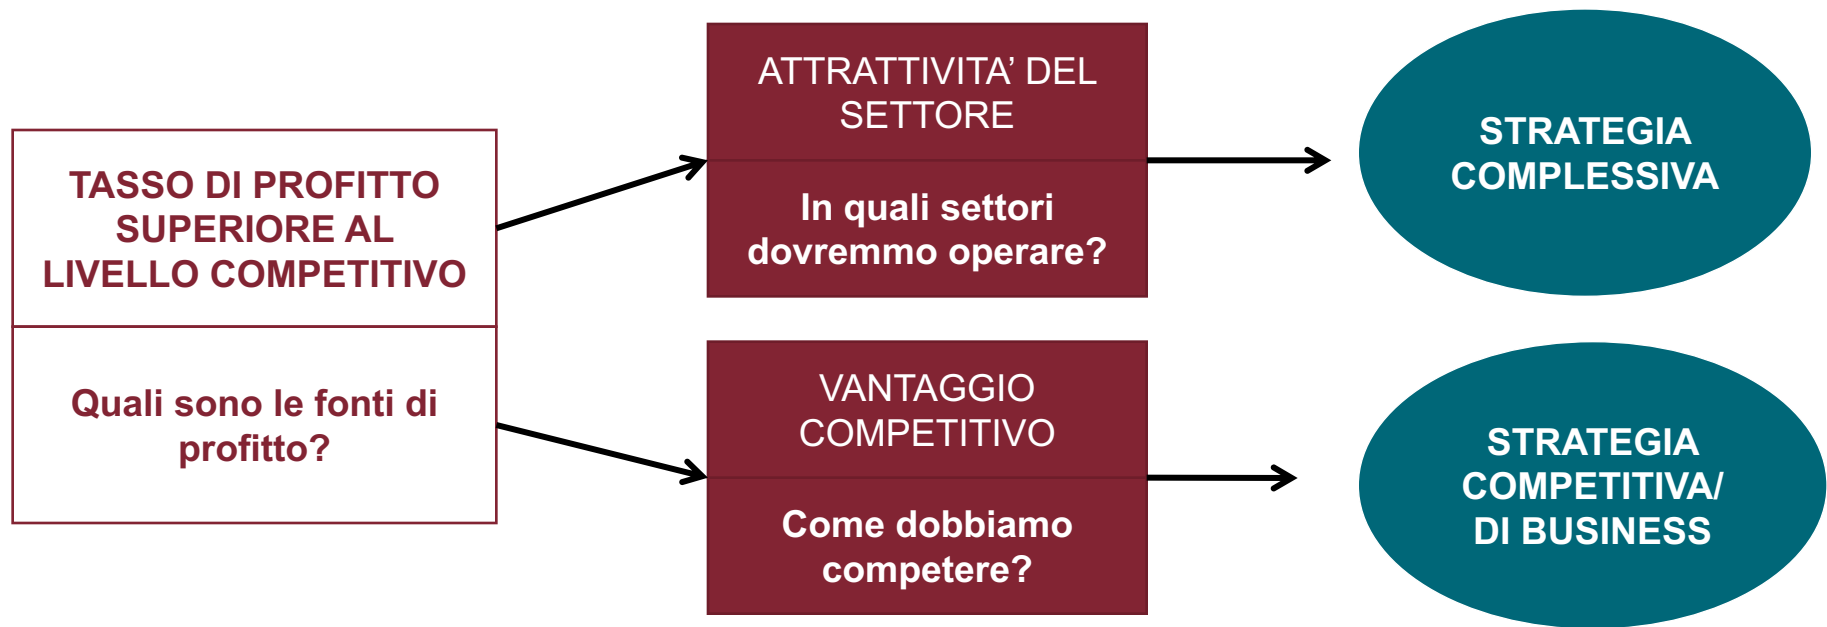 TASSO DI PROFITTO
SUPERIORE AL
LIVELLO COMPETITIVO
Quali sono le fonti di
profitto?
ATTRATTIVITA’ DEL
SETTORE
In quali settori
dovremmo operare?
STRATEGIA
COMPLESSIVA
VANTAGGIO
COMPETITIVO
Come dobbiamo
competere?
STRATEGIA
COMPETITIVA/
DI BUSINESS